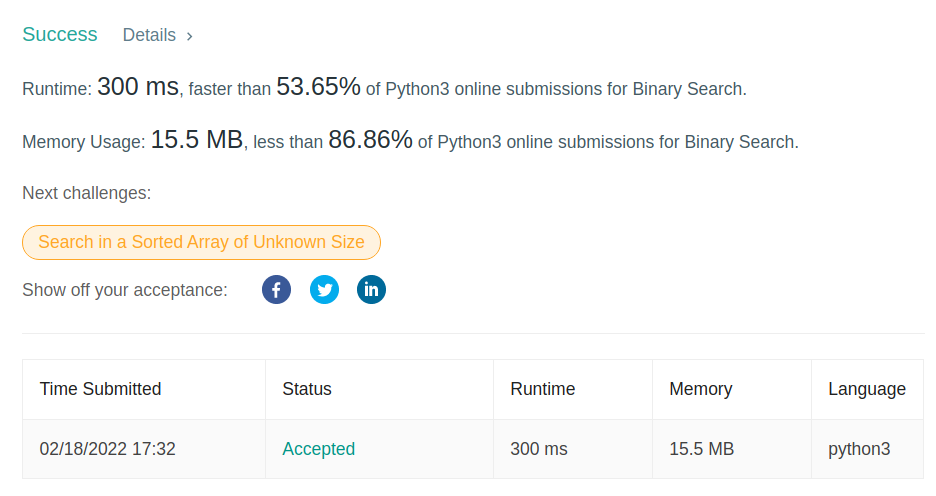 Success Details >
Runtime: 300 ms, faster than 53.65% of Python3 online submissions for Binary Search.
Memory Usage: 15.5 MB, less than 86.86% of Python3 online submissions for Binary Search.
Next challenges:
Search in a Sorted Array of Unknown Size
Show off your acceptance: f in
Time Submitted Status Runtime Memory Language
02/18/2022 17:32 Accepted 300 ms 15.5 MB python3